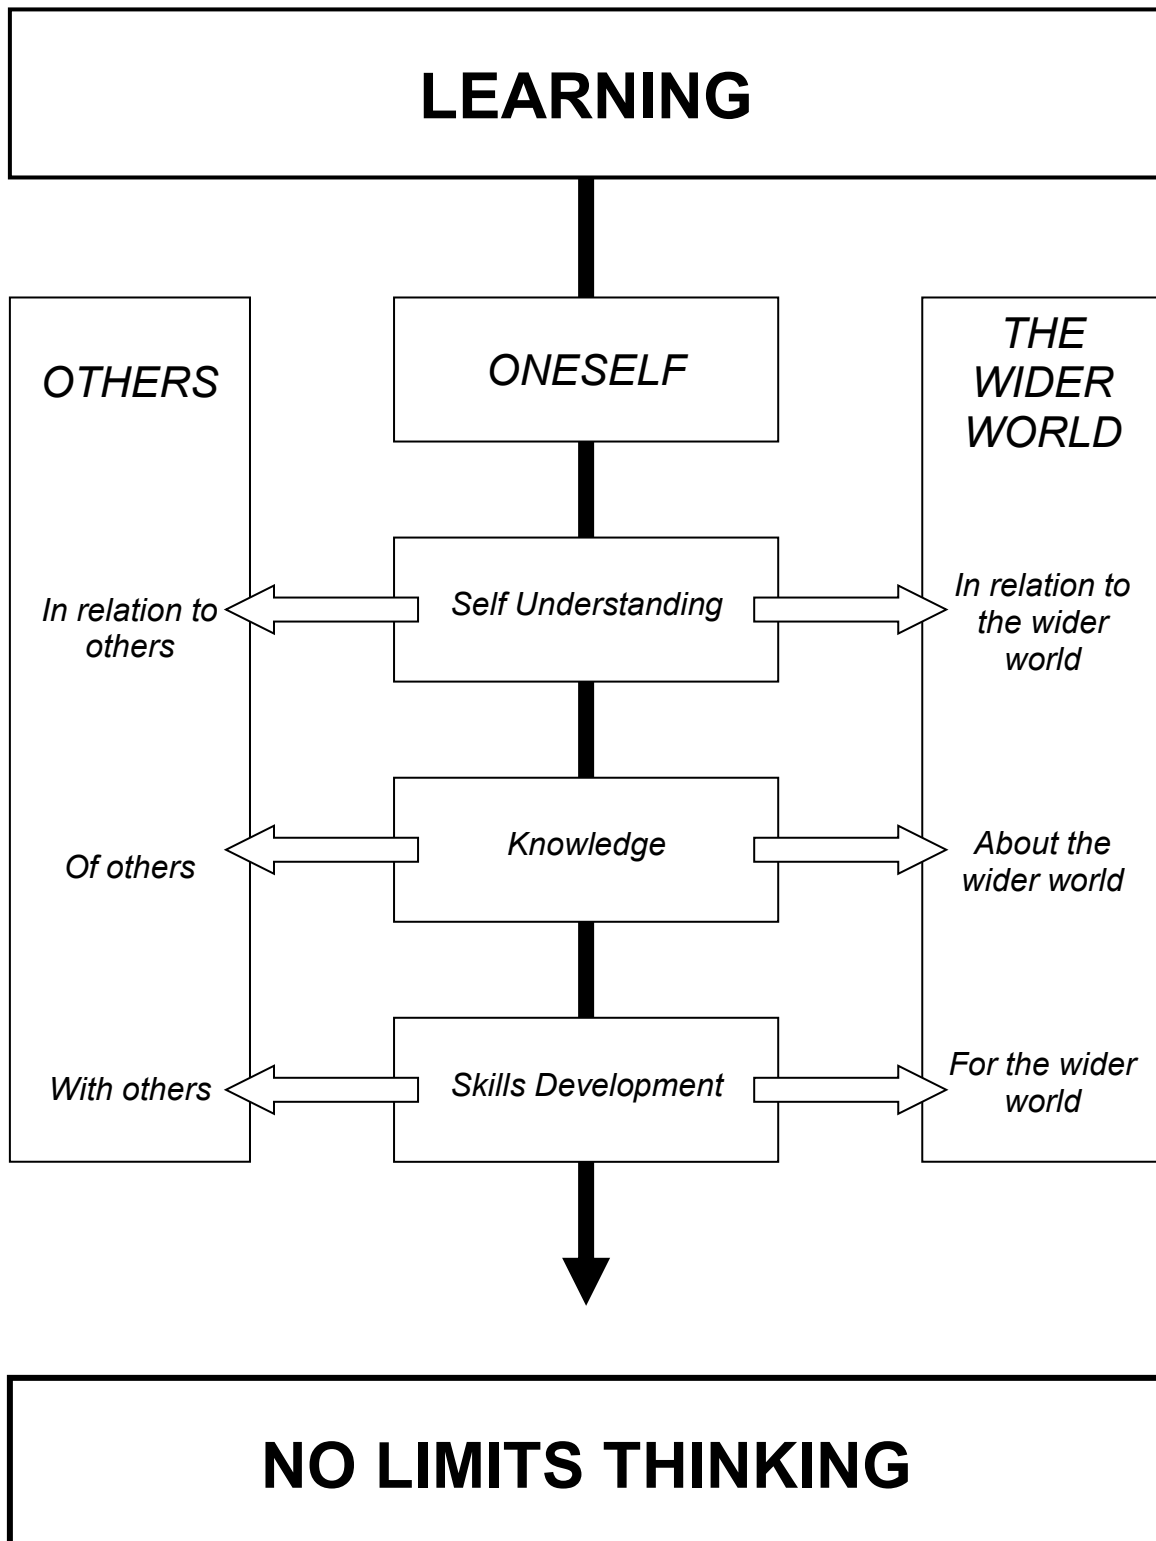 LEARNING
OTHERS
ONESELF
THE
WIDER
WORLD
In relation to
others
Self Understanding
In relation to
the wider
world
Of others
Knowledge
About the
wider world
With others
Skills Development
For the wider
world
NO LIMITS THINKING